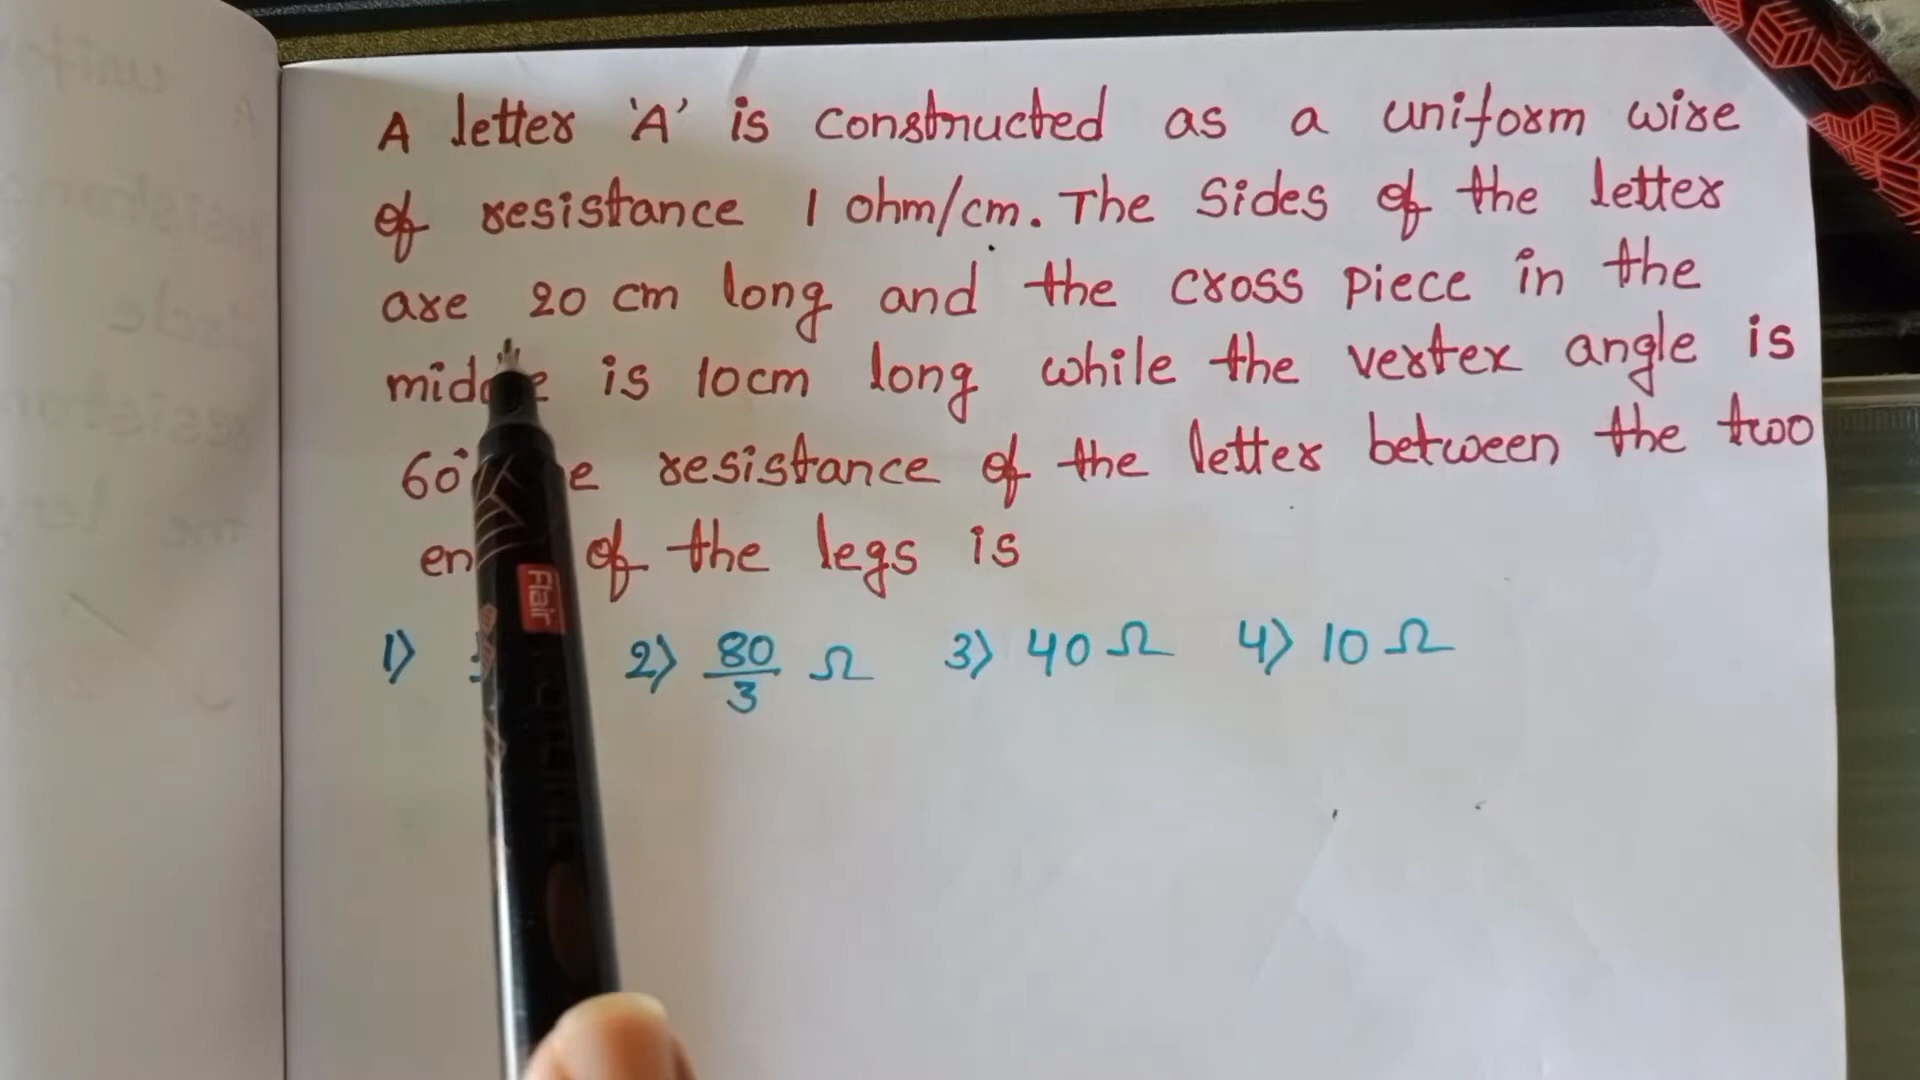 A letter 'A' is constructed as a uniform wire
of resistance 1 ohm/cm. The Sides of the letter
are 20 cm long and the cross piece in the
is 10cm long while the vertex angle is
60° resistance of the letter between the two
of the legs is
1) 2) 80/3 Ω 3) 40 Ω 4) 10 Ω
Flair